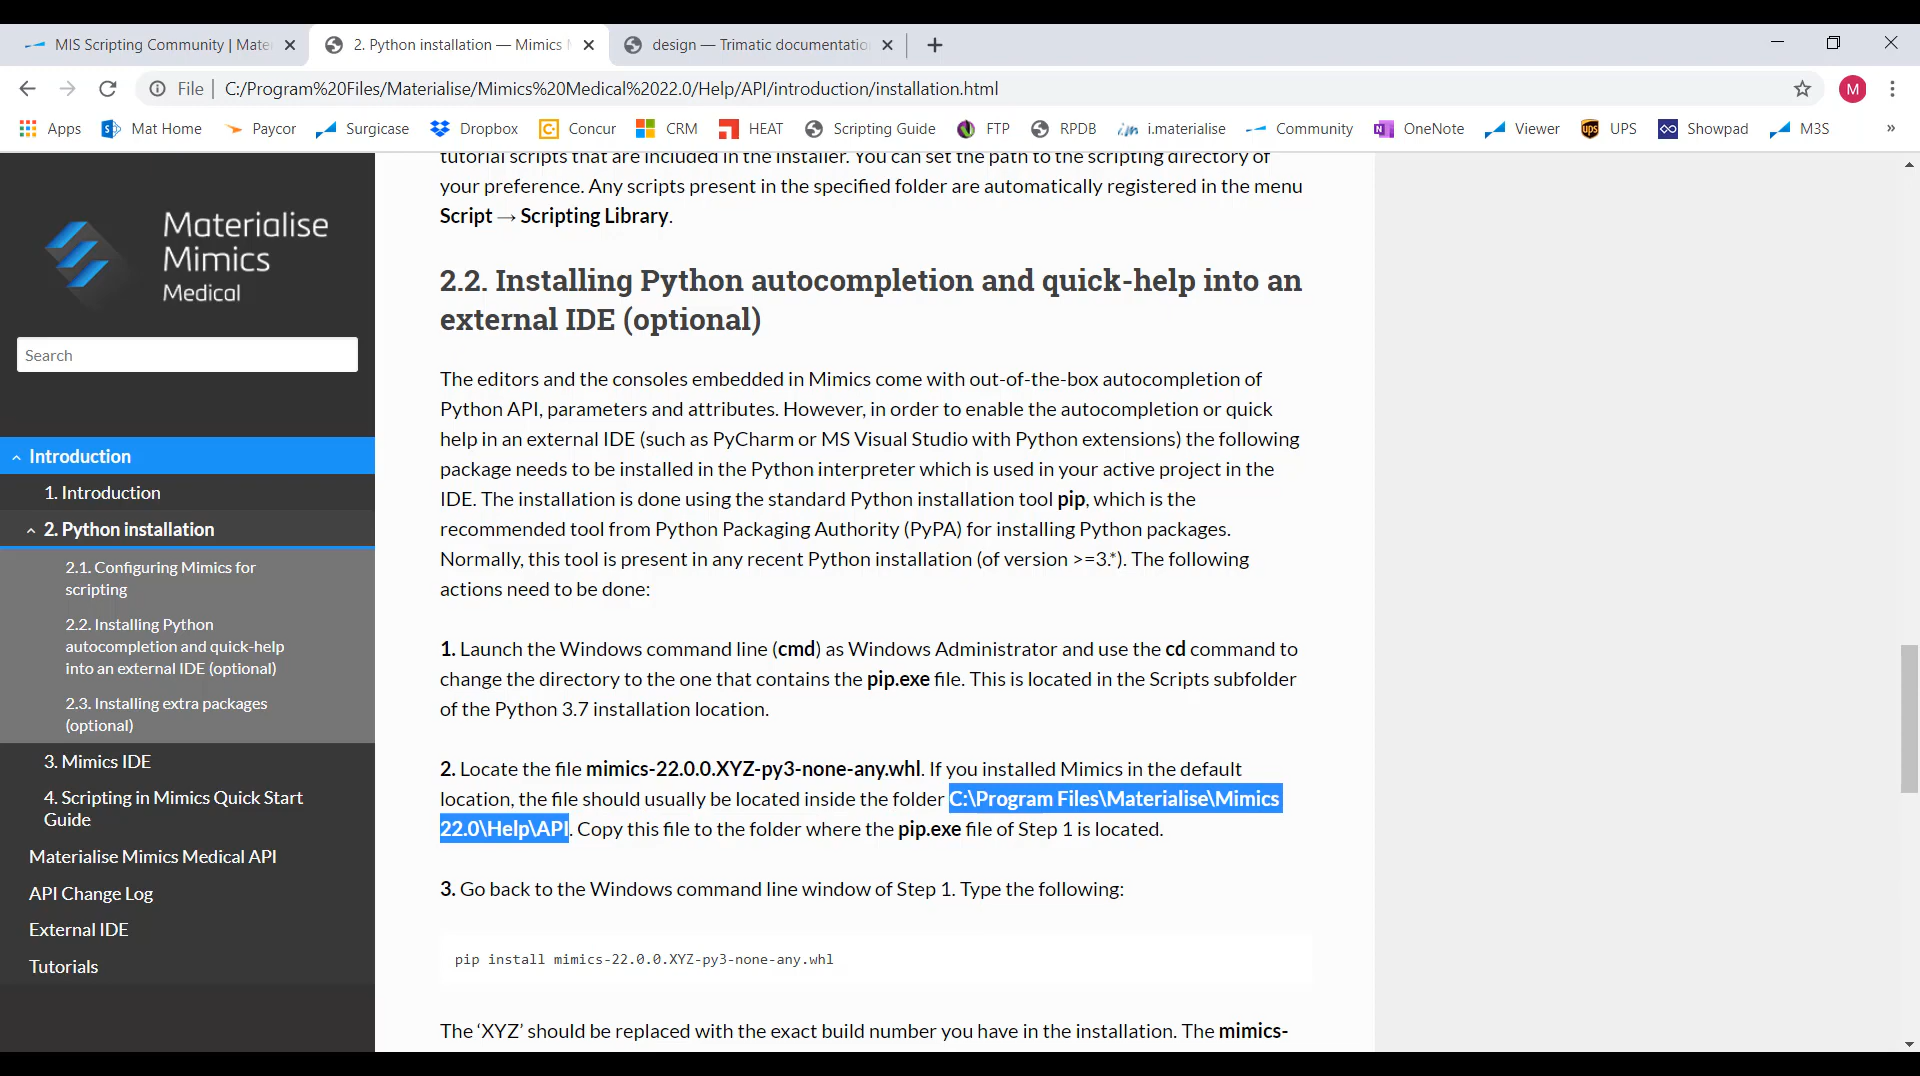 MIS Scripting Community | Mate
2. Python installation — Mimics
design — Trimatic documentatio
File
C:/Program%20Files/Materialise/Mimics%20Medical%2022.0/Help/API/introduction/installation.html
M
Apps
Mat Home
Paycor
Surgicase
Dropbox
Concur
CRM
HEAT
Scripting Guide
FTP
RPDB
i.materialise
Community
OneNote
Viewer
UPS
Showpad
M3S
»
Materialise
Mimics
Medical
Search
Introduction
1. Introduction
2. Python installation
2.1. Configuring Mimics for
scripting
2.2. Installing Python
autocompletion and quick-help
into an external IDE (optional)
2.3. Installing extra packages
(optional)
3. Mimics IDE
4. Scripting in Mimics Quick Start
Guide
Materialise Mimics Medical API
API Change Log
External IDE
Tutorials
tutorial scripts that are included in the installer. You can set the path to the scripting directory of
your preference. Any scripts present in the specified folder are automatically registered in the menu
Script → Scripting Library.
2.2. Installing Python autocompletion and quick-help into an
external IDE (optional)
The editors and the consoles embedded in Mimics come with out-of-the-box autocompletion of
Python API, parameters and attributes. However, in order to enable the autocompletion or quick
help in an external IDE (such as PyCharm or MS Visual Studio with Python extensions) the following
package needs to be installed in the Python interpreter which is used in your active project in the
IDE. The installation is done using the standard Python installation tool pip, which is the
recommended tool from Python Packaging Authority (PyPA) for installing Python packages.
Normally, this tool is present in any recent Python installation (of version >=3.*). The following
actions need to be done:
1. Launch the Windows command line (cmd) as Windows Administrator and use the cd command to
change the directory to the one that contains the pip.exe file. This is located in the Scripts subfolder
of the Python 3.7 installation location.
2. Locate the file mimics-22.0.0.XYZ-py3-none-any.whl. If you installed Mimics in the default
location, the file should usually be located inside the folder C:\Program Files\Materialise\Mimics
22.0\Help\API. Copy this file to the folder where the pip.exe file of Step 1 is located.
3. Go back to the Windows command line window of Step 1. Type the following:
pip install mimics-22.0.0.XYZ-py3-none-any.whl
The ‘XYZ’ should be replaced with the exact build number you have in the installation. The mimics-